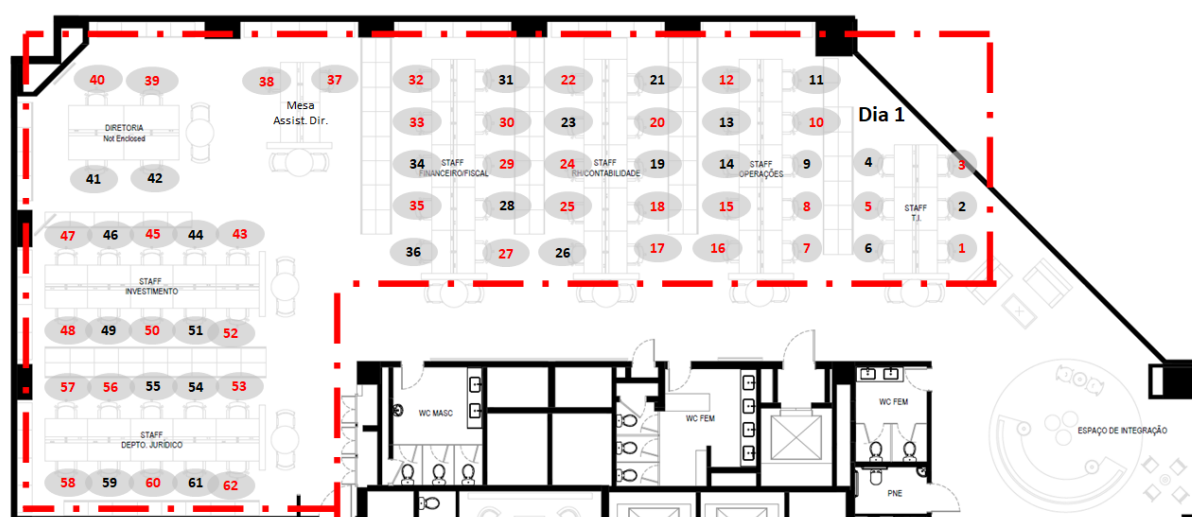 40 39 38 37 32 31 22 21 12 11
Mesa
Assist. Dir.
33 30 23 20 13 10 Dia 1
DIRETORIA
Not Enclosed
34 29 24 19 14 9 4 3
STAFF
FINANCEIRO/FISCAL
STAFF
RH/CONTABILIDADE
STAFF
OPERAÇÕES
41 42
35 28 25 18 15 8 5 2
STAFF
T.I.
47 46 45 44 43
36 27 26 17 16 7 6 1
STAFF
INVESTIMENTO
48 49 50 51 52
57 56 55 54 53
WC MASC
WC FEM
WC FEM
ESPAÇO DE INTEGRAÇÃO
STAFF
DEPTO. JURÍDICO
58 59 60 61 62
PNE